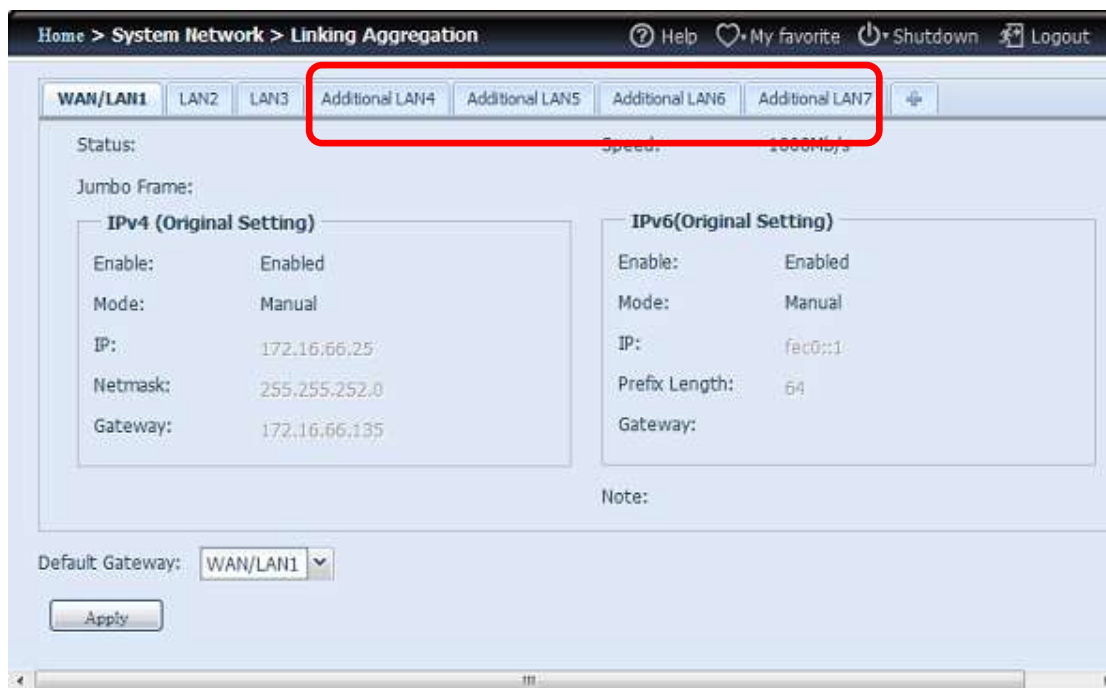 Home > System Network > Linking Aggregation Help My favorite Shutdown Logout
WAN/LAN1 LAN2 LAN3 Additional LAN4 Additional LAN5 Additional LAN6 Additional LAN7
Status: Speed: 1000Mb/s
Jumbo Frame:
IPv4 (Original Setting)
Enable: Enabled
Mode: Manual
IP: 172.16.66.25
Netmask: 255.255.252.0
Gateway: 172.16.66.135
IPv6(Original Setting)
Enable: Enabled
Mode: Manual
IP: fec0::1
Prefix Length: 64
Gateway:
Note:
Default Gateway: WAN/LAN1
Apply